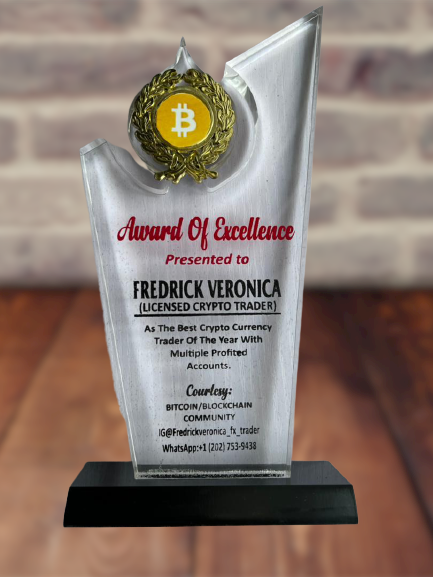 ₿
Award Of Excellence
Presented to
FREDRICK VERONICA
(LICENSED CRYPTO TRADER)
As The Best Crypto Currency
Trader Of The Year With
Multiple Profited
Accounts.
Courtesy:
BITCOIN/BLOCKCHAIN
COMMUNITY
IG@Fredrickveronica_fx_trader
WhatsApp:+1 (202) 753-9438